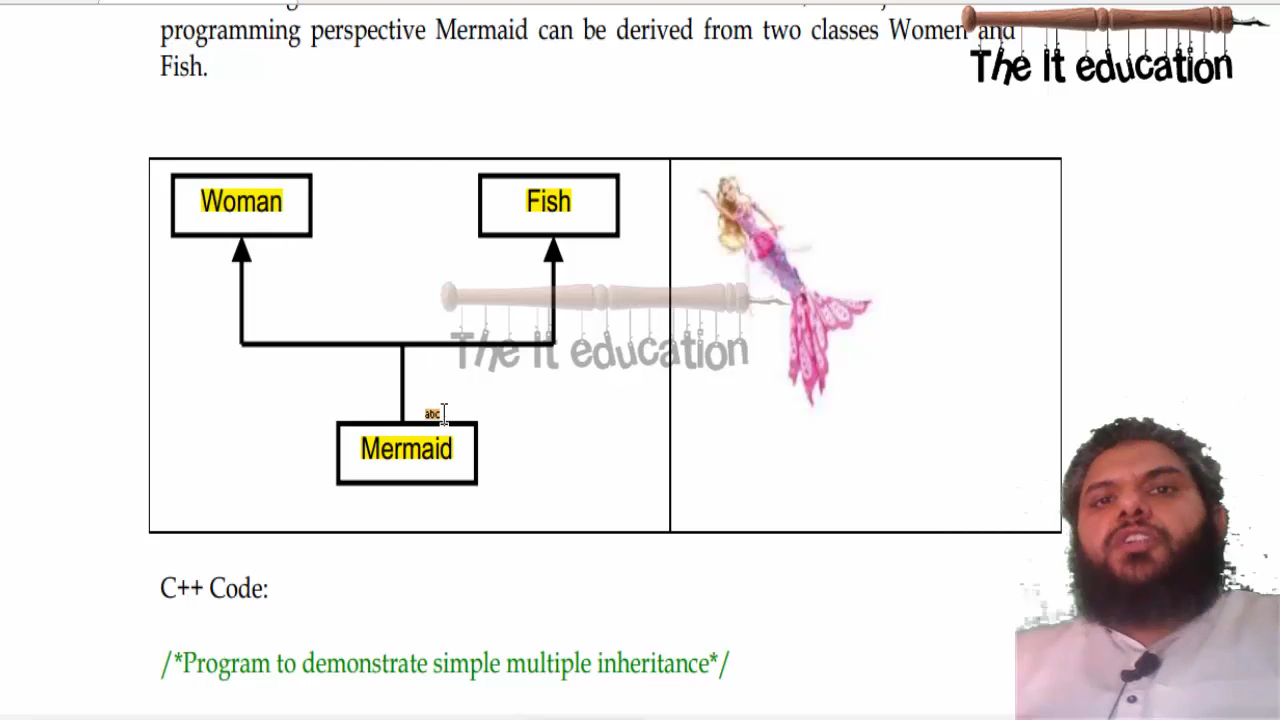 programming perspective Mermaid can be derived from two classes Women and
Fish.
The It education
Woman
Fish
The It education
abc
Mermaid
C++ Code:
/*Program to demonstrate simple multiple inheritance*/